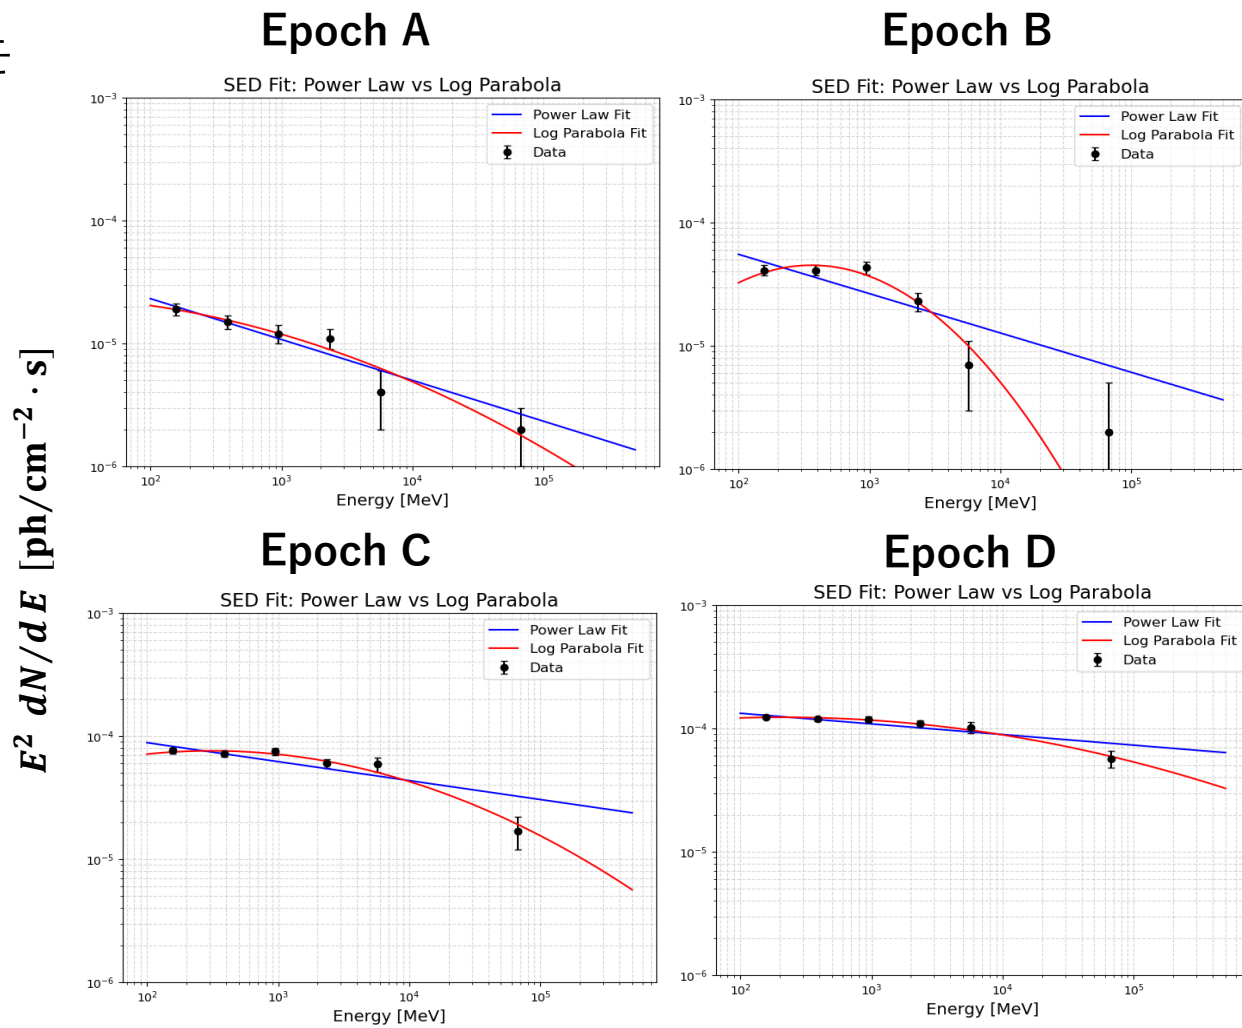 Epoch A
SED Fit: Power Law vs Log Parabola
Power Law Fit
Log Parabola Fit
Data
10⁻³
10⁻⁴
10⁻⁵
10⁻⁶
10² 10³ 10⁴ 10⁵
Energy [MeV]
Epoch B
SED Fit: Power Law vs Log Parabola
Power Law Fit
Log Parabola Fit
Data
10⁻³
10⁻⁴
10⁻⁵
10⁻⁶
10² 10³ 10⁴ 10⁵
Energy [MeV]
E² dN/dE [ph/cm⁻² · s]
Epoch C
SED Fit: Power Law vs Log Parabola
Power Law Fit
Log Parabola Fit
Data
10⁻³
10⁻⁴
10⁻⁵
10⁻⁶
10² 10³ 10⁴ 10⁵
Energy [MeV]
Epoch D
SED Fit: Power Law vs Log Parabola
Power Law Fit
Log Parabola Fit
Data
10⁻³
10⁻⁴
10⁻⁵
10⁻⁶
10² 10³ 10⁴ 10⁵
Energy [MeV]